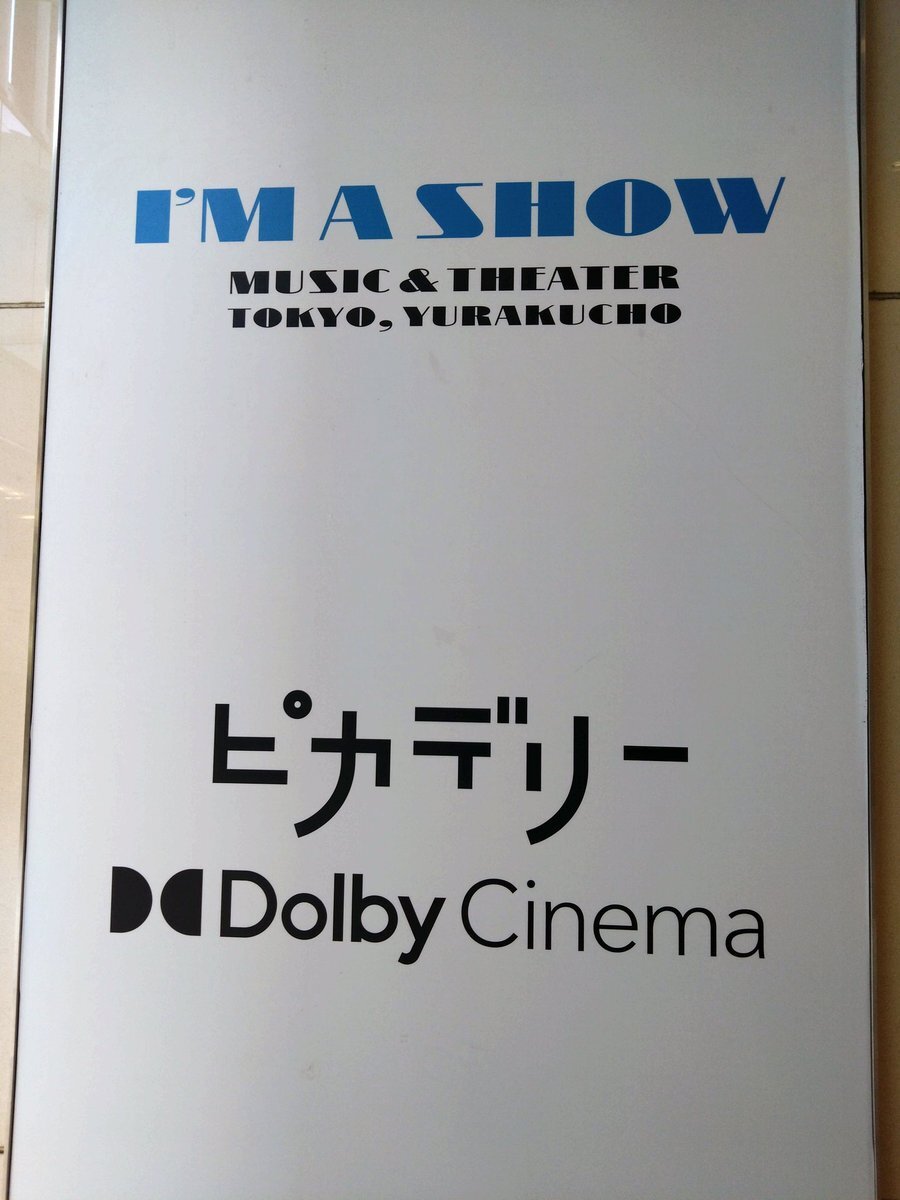 I'M A SHOW
MUSIC & THEATER
TOKYO, YURAKUCHO
ピカデリー
Dolby Cinema